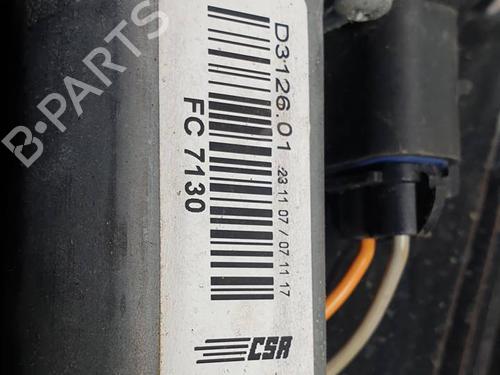 D3126.01
23 11 07 / 07 11 17
FC 7130
CSA
B-PARTS